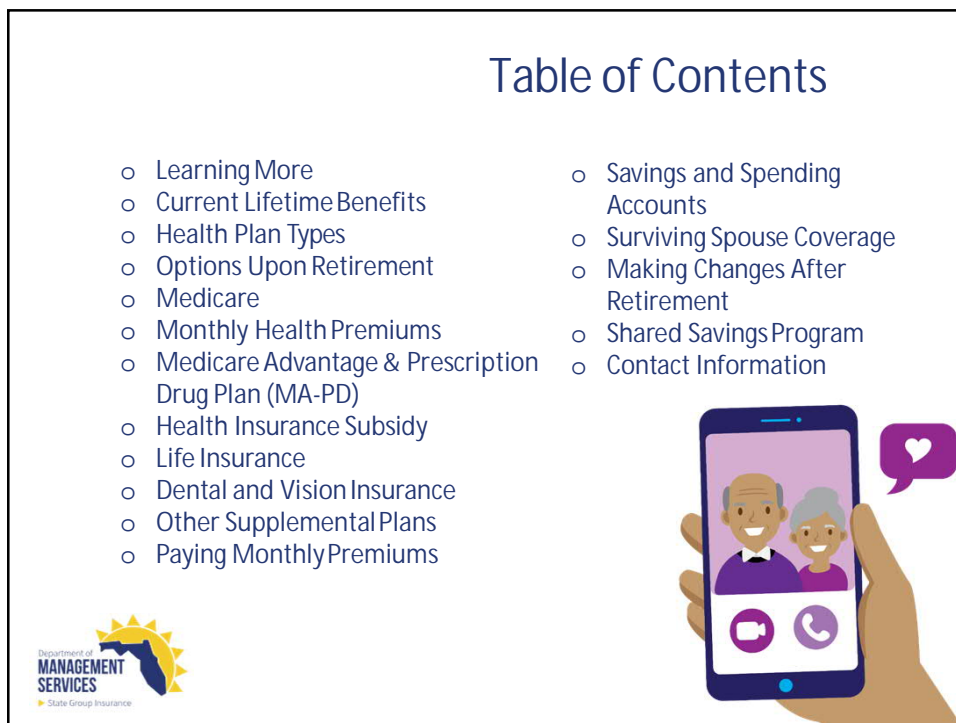 Table of Contents
o Learning More
o Current Lifetime Benefits
o Health Plan Types
o Options Upon Retirement
o Medicare
o Monthly Health Premiums
o Medicare Advantage & Prescription
Drug Plan (MA-PD)
o Health Insurance Subsidy
o Life Insurance
o Dental and Vision Insurance
o Other Supplemental Plans
o Paying Monthly Premiums
o Savings and Spending
Accounts
o Surviving Spouse Coverage
o Making Changes After
Retirement
o Shared Savings Program
o Contact Information
Department of
MANAGEMENT
SERVICES
State Group Insurance